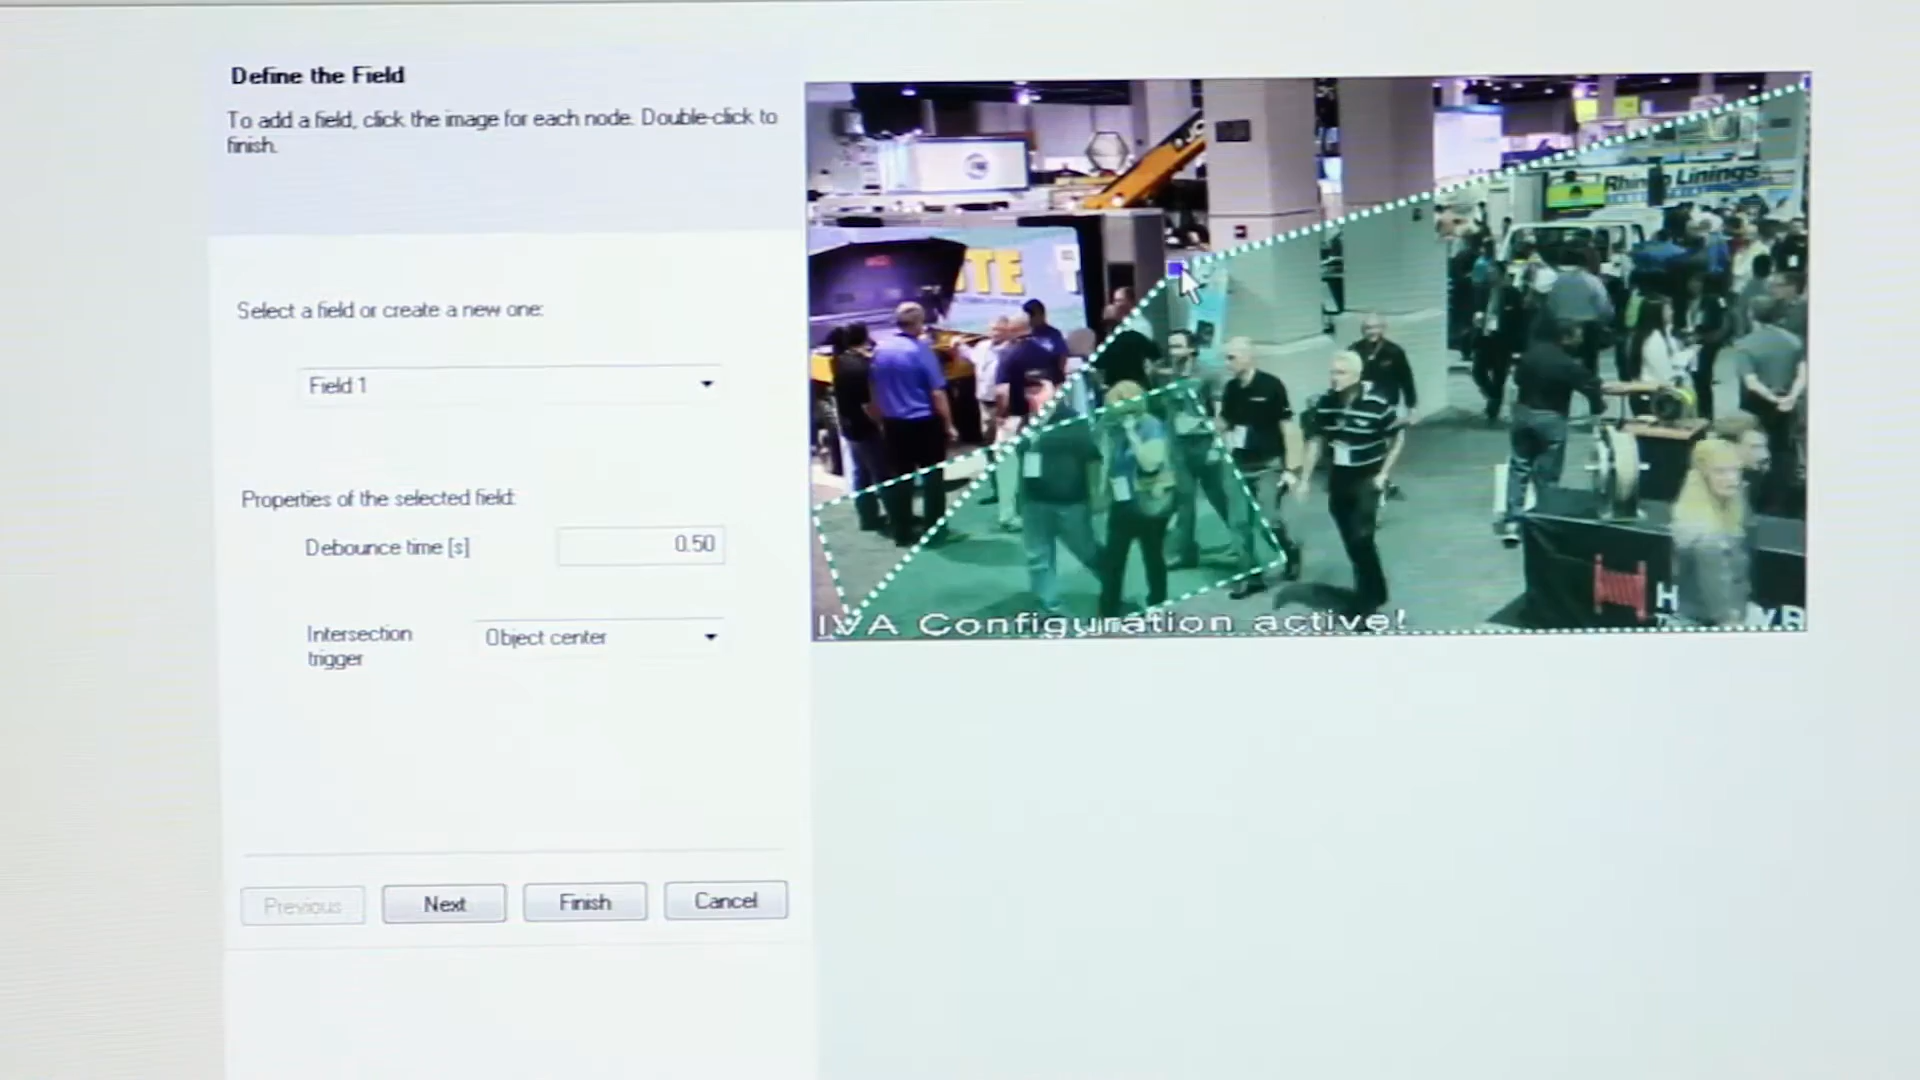 Define the Field
To add a field, click the image for each node. Double-click to
finish.
Select a field or create a new one:
Field 1
Properties of the selected field:
Debounce time [s]
0.50
Intersection
trigger
Object center
Previous
Next
Finish
Cancel
Rhino Linings
TE
IVA Configuration active!